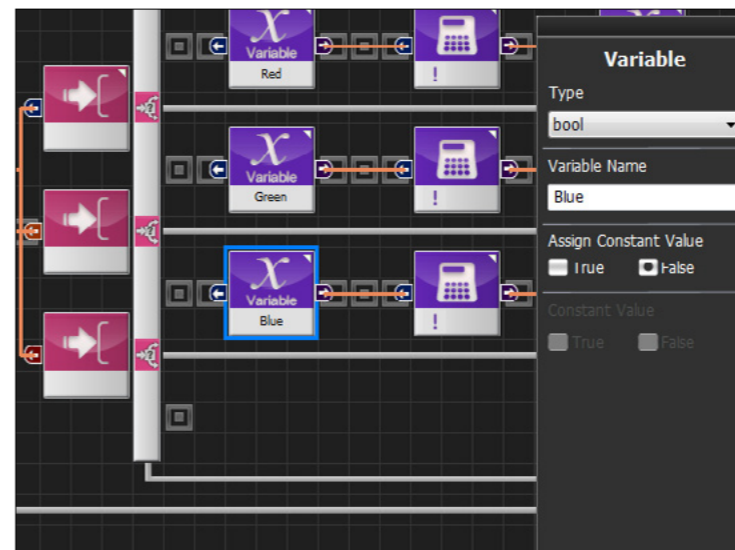 Variable
Red
!
Variable
Green
!
Variable
Blue
!
Variable
Type
bool
Variable Name
Blue
Assign Constant Value
True
False
Constant Value
True
False